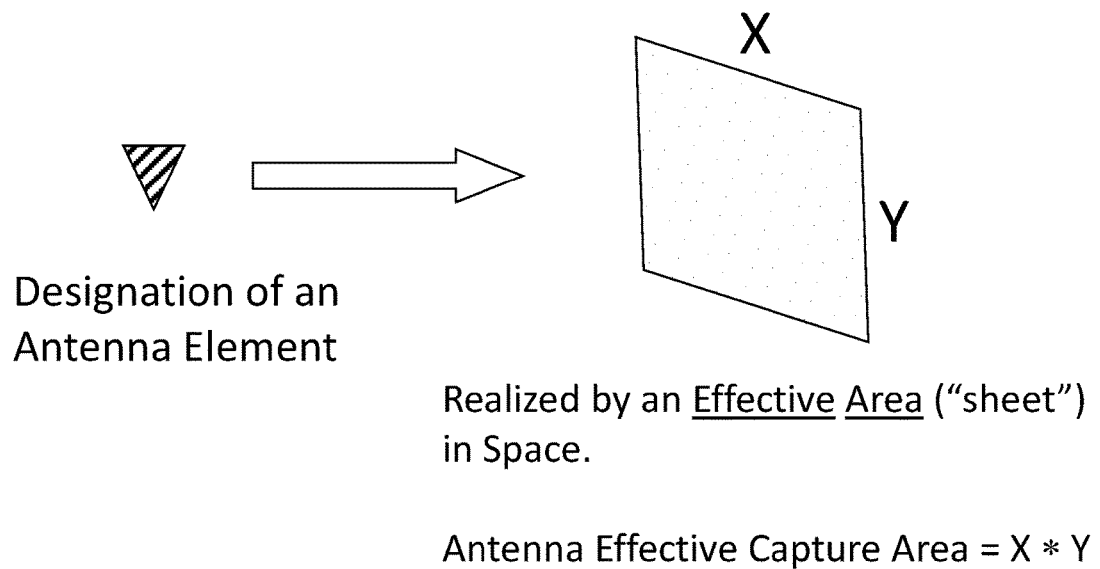 X
Y
Designation of an
Antenna Element
Realized by an Effective Area (“sheet”)
in Space.
Antenna Effective Capture Area = X ∗ Y